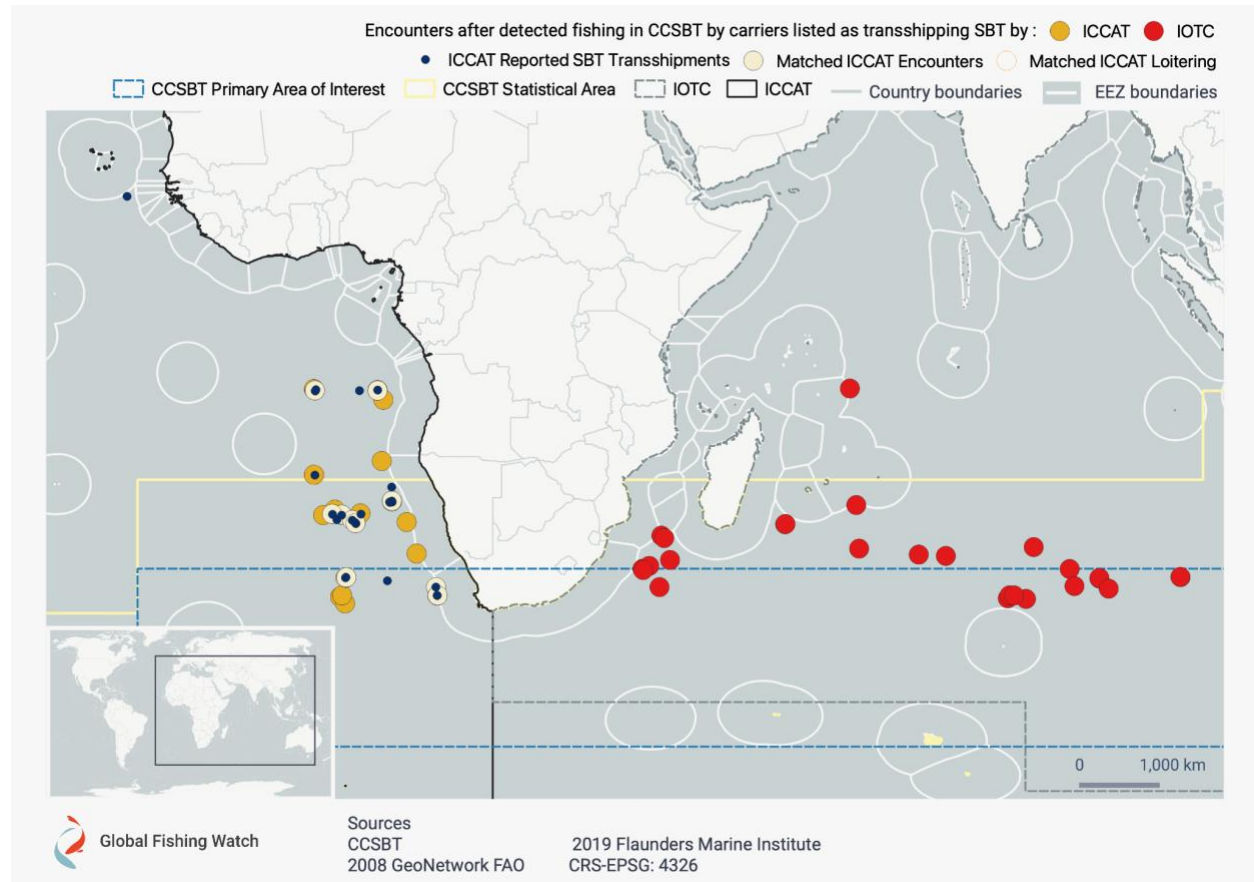 Encounters after detected fishing in CCSBT by carriers listed as transshipping SBT by : ICCAT IOTC
ICCAT Reported SBT Transshipments Matched ICCAT Encounters Matched ICCAT Loitering
CCSBT Primary Area of Interest CCSBT Statistical Area IOTC ICCAT Country boundaries EEZ boundaries
0 1,000 km
Global Fishing Watch
Sources
CCSBT 2019 Flaunders Marine Institute
2008 GeoNetwork FAO CRS-EPSG: 4326